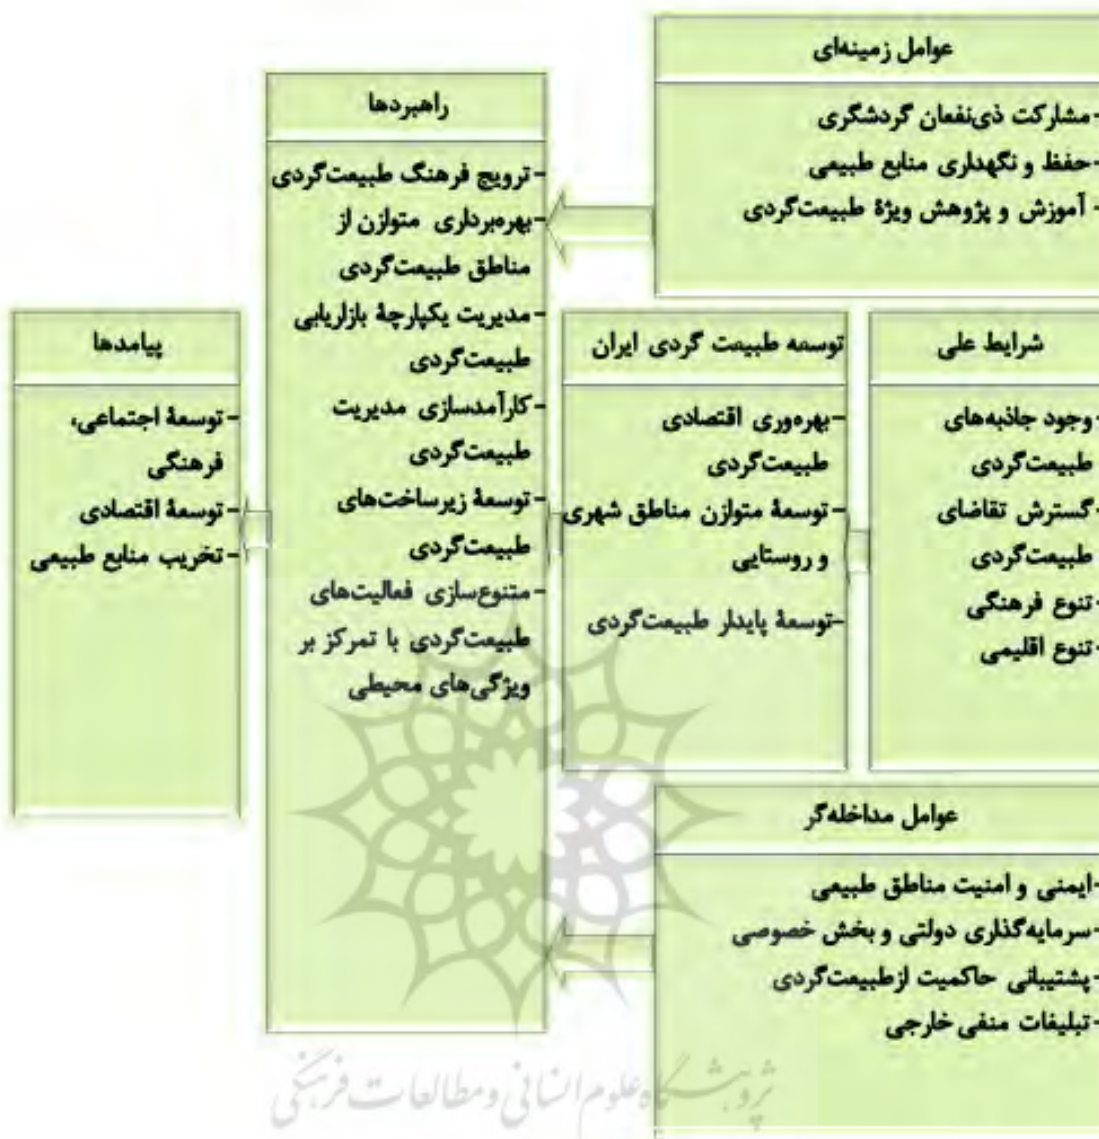 عوامل زمینه‌ای
-مشارکت ذی‌نفعان گردشگری
-حفظ و نگهداری منابع طبیعی
- آموزش و پژوهش ویژهٔ طبیعت‌گردی
شرایط علی
-وجود جاذبه‌های
طبیعت‌گردی
-گسترش تقاضای
طبیعت‌گردی
-تنوع فرهنگی
-تنوع اقلیمی
توسعه طبیعت گردی ایران
-بهره‌وری اقتصادی
طبیعت‌گردی
-توسعهٔ متوازن مناطق شهری
و روستایی
-توسعهٔ پایدار طبیعت‌گردی
عوامل مداخله‌گر
-ایمنی و امنیت مناطق طبیعی
-سرمایه‌گذاری دولتی و بخش خصوصی
-پشتیبانی حاکمیت ازطبیعت‌گردی
-تبلیغات منفی خارجی
راهبردها
-ترویج فرهنگ طبیعت‌گردی
-بهره‌برداری متوازن از
مناطق طبیعت‌گردی
-مدیریت یکپارچهٔ بازاریابی
طبیعت‌گردی
-کارآمدسازی مدیریت
طبیعت‌گردی
-توسعهٔ زیرساخت‌های
طبیعت‌گردی
-متنوع‌سازی فعالیت‌های
طبیعت‌گردی با تمرکز بر
ویژگی‌های محیطی
پیامدها
-توسعهٔ اجتماعی،
فرهنگی
-توسعهٔ اقتصادی
-تخریب منابع طبیعی
پژوهشگاه علوم انسانی و مطالعات فرهنگی